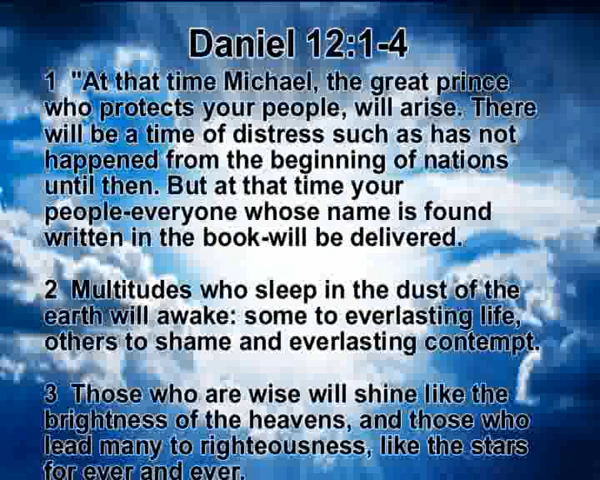 Daniel 12:1-4
1 "At that time Michael, the great prince
who protects your people, will arise. There
will be a time of distress such as has not
happened from the beginning of nations
until then. But at that time your
people-everyone whose name is found
written in the book-will be delivered.
2 Multitudes who sleep in the dust of the
earth will awake: some to everlasting life,
others to shame and everlasting contempt.
3 Those who are wise will shine like the
brightness of the heavens, and those who
lead many to righteousness, like the stars
for ever and ever.